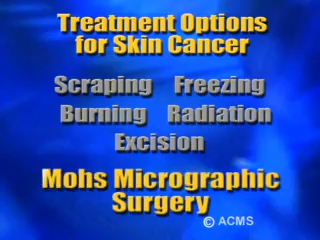 Treatment Options
for Skin Cancer
Scraping Freezing
Burning Radiation
Excision
Mohs Micrographic
Surgery
© ACMS